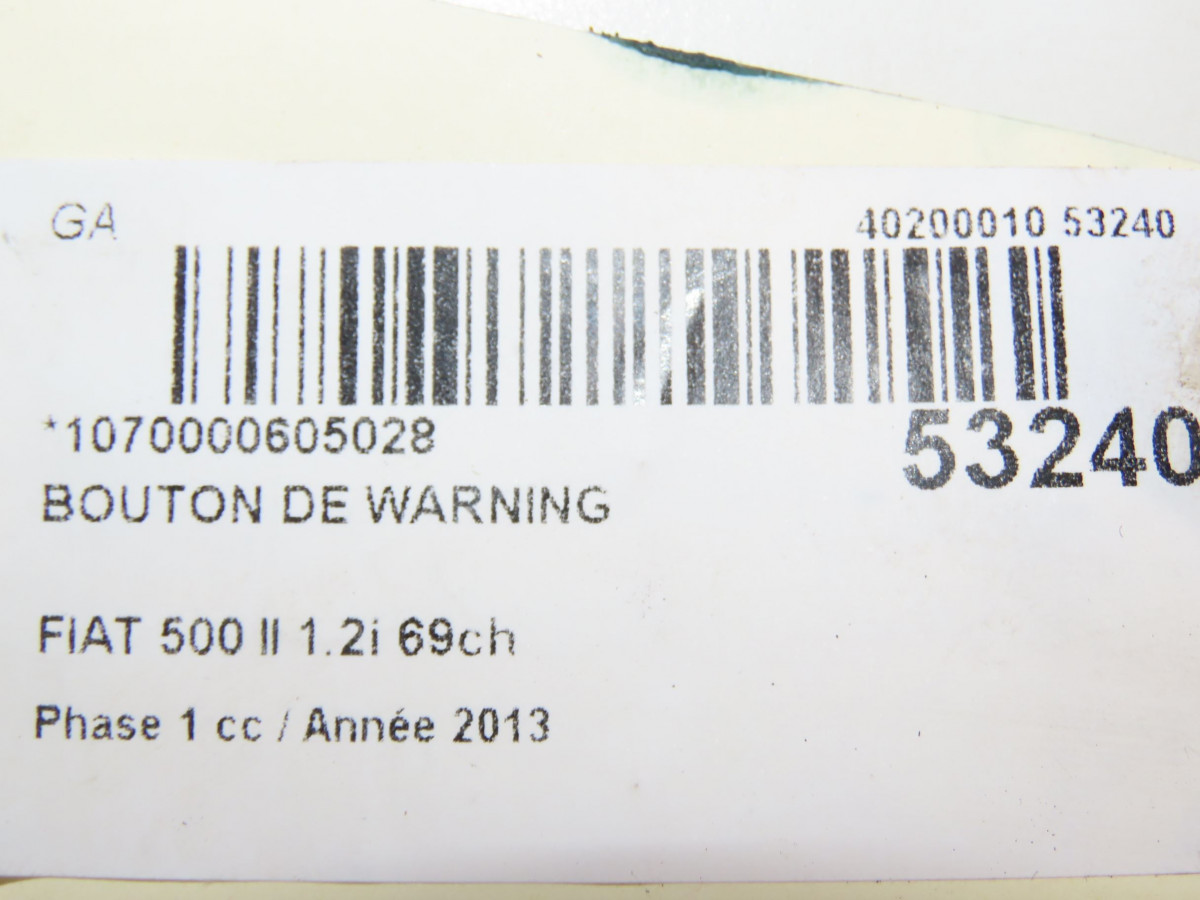 GA
40200010 53240
*1070000605028
53240
BOUTON DE WARNING
FIAT 500 II 1.2i 69ch
Phase 1 cc / Année 2013